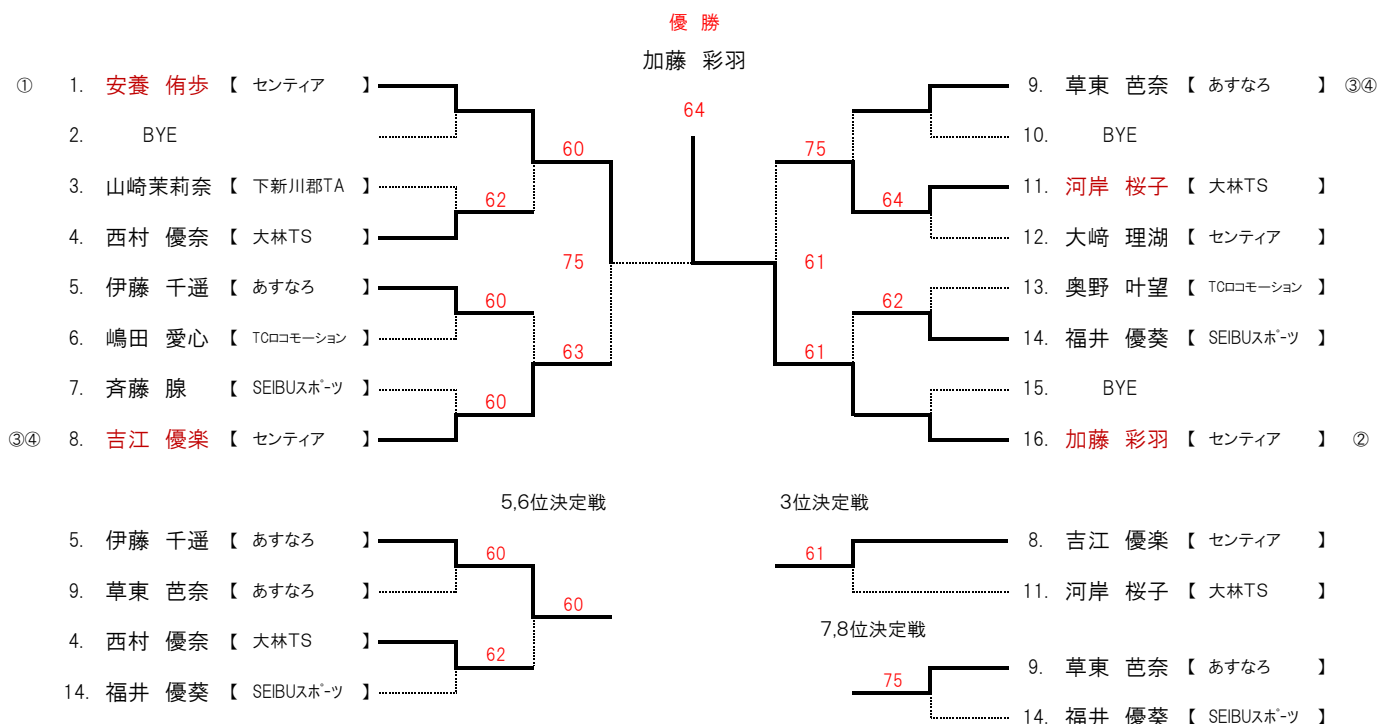 優 勝
加藤 彩羽
64
① 1. 安養 侑歩 【 センティア 】
2. BYE
60
3. 山崎茉莉奈 【 下新川郡TA 】
62
4. 西村 優奈 【 大林TS 】
75
5. 伊藤 千遥 【 あすなろ 】
60
6. 嶋田 愛心 【 TCロコモーション 】
63
7. 斉藤 腺 【 SEIBUスポーツ 】
60
③④ 8. 吉江 優楽 【 センティア 】
9. 草東 芭奈 【 あすなろ 】 ③④
10. BYE
75
11. 河岸 桜子 【 大林TS 】
64
12. 大﨑 理湖 【 センティア 】
61
13. 奥野 叶望 【 TCロコモーション 】
62
14. 福井 優葵 【 SEIBUスポーツ 】
61
15. BYE
16. 加藤 彩羽 【 センティア 】 ②
5,6位決定戦
5. 伊藤 千遥 【 あすなろ 】
60
9. 草東 芭奈 【 あすなろ 】
60
4. 西村 優奈 【 大林TS 】
62
14. 福井 優葵 【 SEIBUスポーツ 】
3位決定戦
8. 吉江 優楽 【 センティア 】
61
11. 河岸 桜子 【 大林TS 】
7,8位決定戦
9. 草東 芭奈 【 あすなろ 】
75
14. 福井 優葵 【 SEIBUスポーツ 】